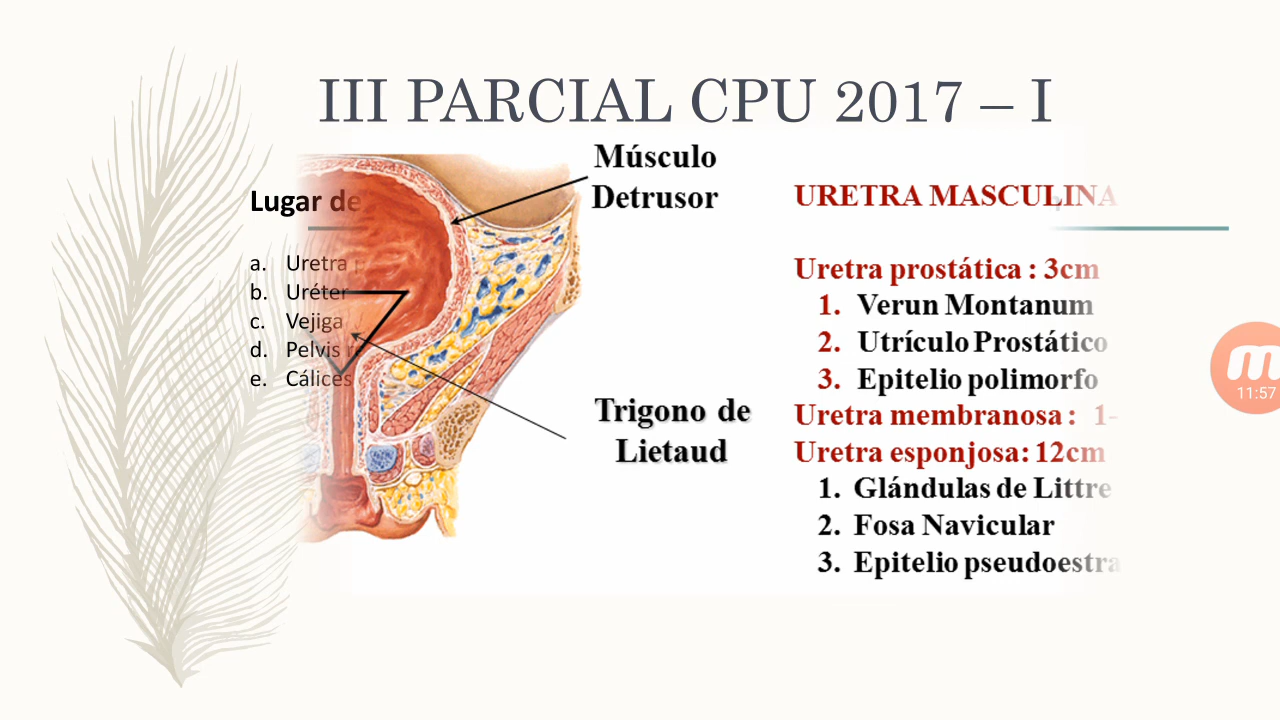 III PARCIAL CPU 2017 – I
Músculo
Detrusor
Lugar de
a. Uretra
b. Uréter
c. Vejiga
d. Pelvis
e. Cálices
Trigono de
Lietaud
URETRA MASCULINA
Uretra prostática : 3cm
1. Verun Montanum
2. Utrículo Prostático
3. Epitelio polimorfo
Uretra membranosa : 1-
Uretra esponjosa: 12cm
1. Glándulas de Littre
2. Fosa Navicular
3. Epitelio pseudoestra
11:57